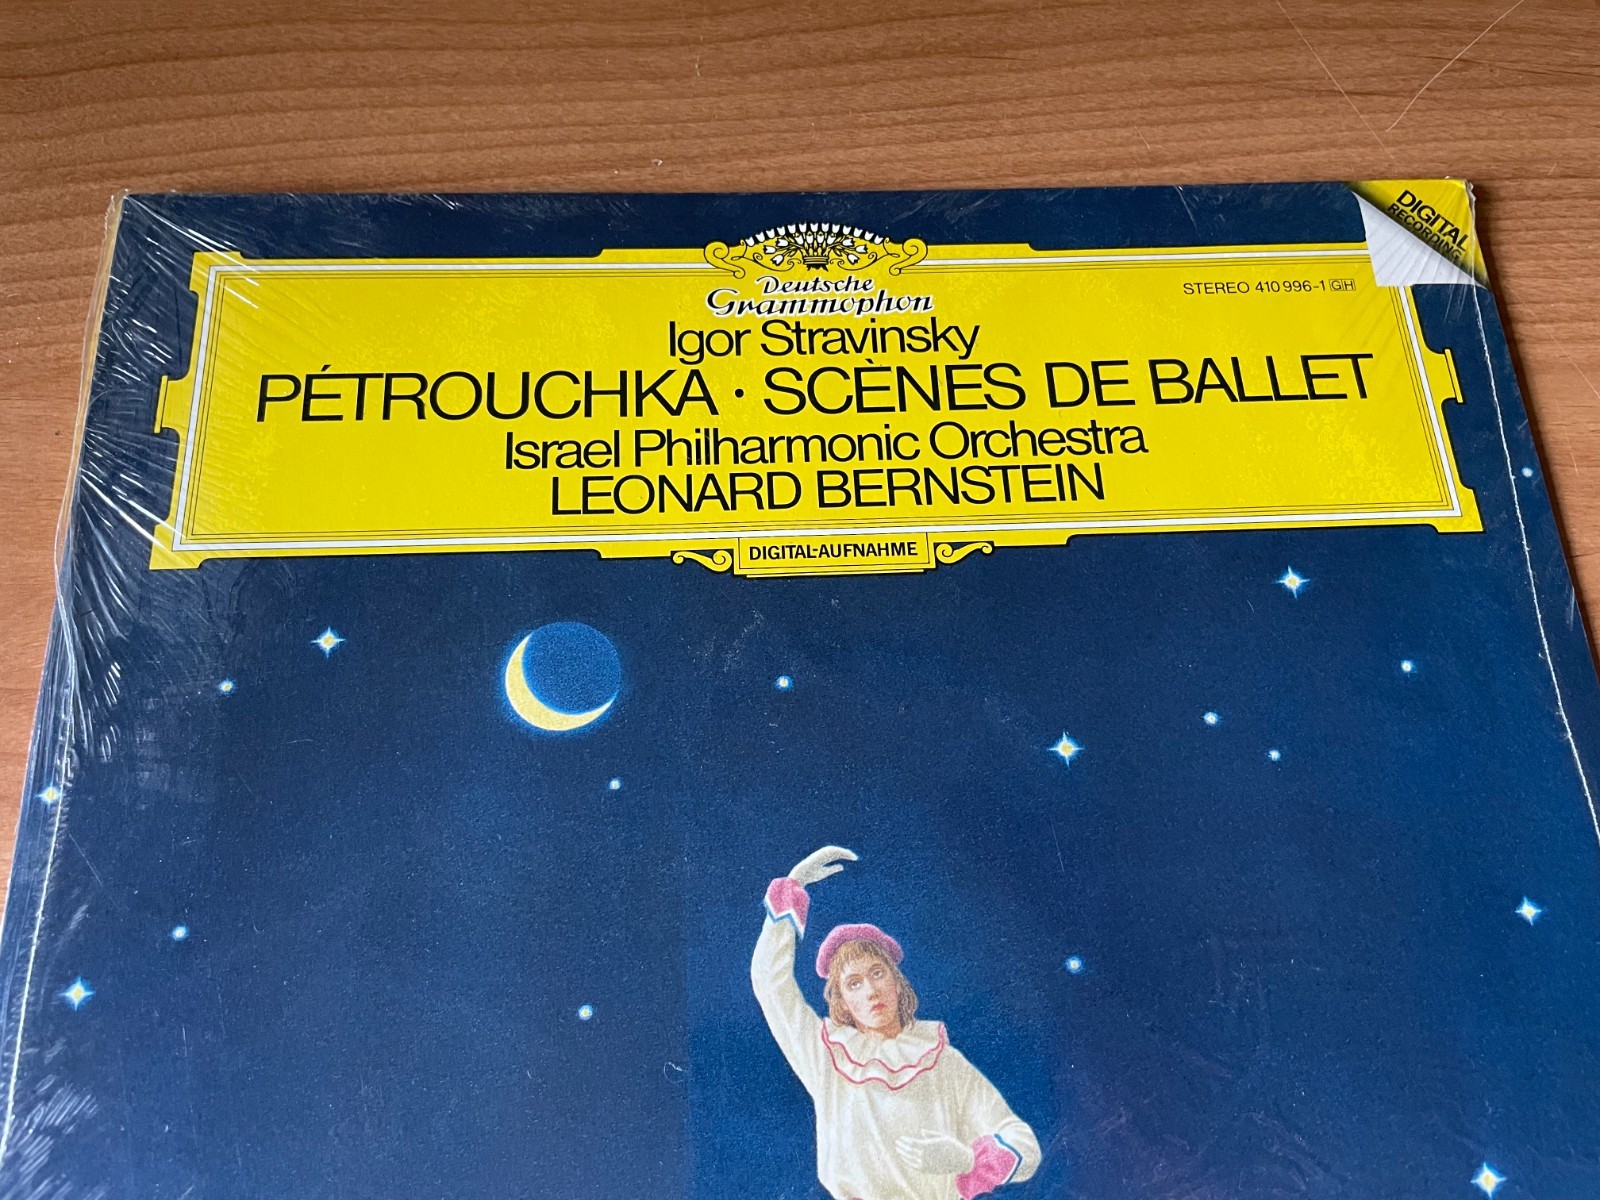 DIGITAL
RECORDING
Deutsche
Grammophon
STEREO 410 996-1 GH
Igor Stravinsky
PÉTROUCHKA · SCÈNES DE BALLET
Israel Philharmonic Orchestra
LEONARD BERNSTEIN
DIGITAL-AUFNAHME